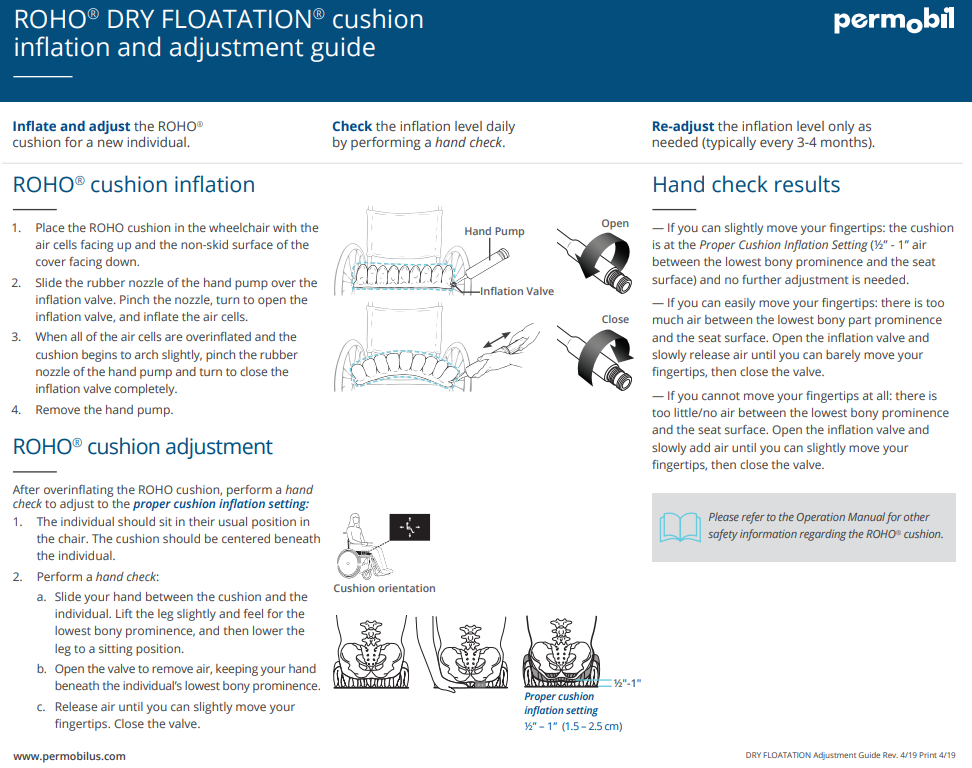 ROHO® DRY FLOATATION® cushion
inflation and adjustment guide
permobil
Inflate and adjust the ROHO®
cushion for a new individual.
Check the inflation level daily
by performing a hand check.
Re-adjust the inflation level only as
needed (typically every 3-4 months).
ROHO® cushion inflation
1. Place the ROHO cushion in the wheelchair with the
air cells facing up and the non-skid surface of the
cover facing down.
2. Slide the rubber nozzle of the hand pump over the
inflation valve. Pinch the nozzle, turn to open the
inflation valve, and inflate the air cells.
3. When all of the air cells are overinflated and the
cushion begins to arch slightly, pinch the rubber
nozzle of the hand pump and turn to close the
inflation valve completely.
4. Remove the hand pump.
Hand Pump
Inflation Valve
Open
Close
ROHO® cushion adjustment
After overinflating the ROHO cushion, perform a hand
check to adjust to the proper cushion inflation setting:
1. The individual should sit in their usual position in
the chair. The cushion should be centered beneath
the individual.
2. Perform a hand check:
a. Slide your hand between the cushion and the
individual. Lift the leg slightly and feel for the
lowest bony prominence, and then lower the
leg to a sitting position.
b. Open the valve to remove air, keeping your hand
beneath the individual's lowest bony prominence.
c. Release air until you can slightly move your
fingertips. Close the valve.
Cushion orientation
½"-1"
Proper cushion
inflation setting
½" – 1" (1.5 – 2.5 cm)
Hand check results
— If you can slightly move your fingertips: the cushion
is at the Proper Cushion Inflation Setting (½" - 1" air
between the lowest bony prominence and the seat
surface) and no further adjustment is needed.
— If you can easily move your fingertips: there is too
much air between the lowest bony part prominence
and the seat surface. Open the inflation valve and
slowly release air until you can barely move your
fingertips, then close the valve.
— If you cannot move your fingertips at all: there is
too little/no air between the lowest bony prominence
and the seat surface. Open the inflation valve and
slowly add air until you can slightly move your
fingertips, then close the valve.
Please refer to the Operation Manual for other
safety information regarding the ROHO® cushion.
www.permobilus.com
DRY FLOATATION Adjustment Guide Rev. 4/19 Print 4/19